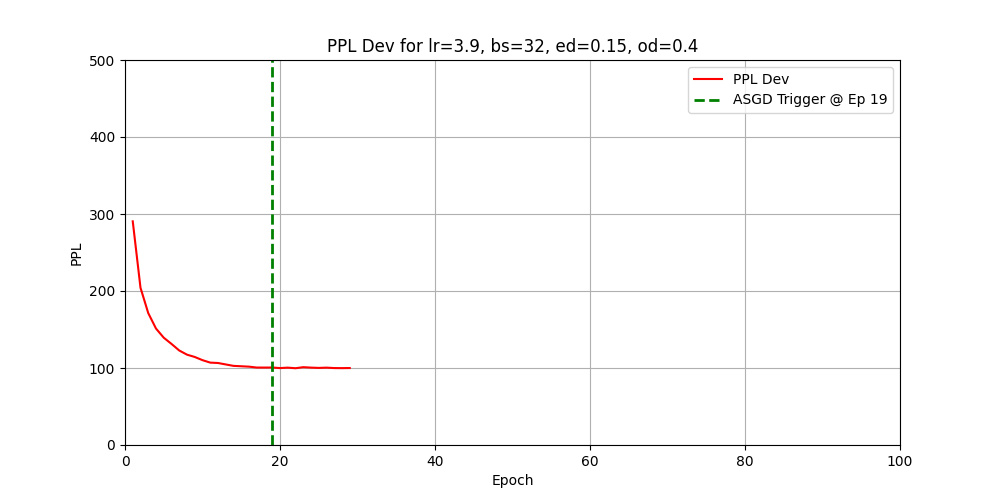 PPL Dev for lr=3.9, bs=32, ed=0.15, od=0.4
PPL Dev
ASGD Trigger @ Ep 19
500
400
300
200
100
0
PPL
0 20 40 60 80 100
Epoch